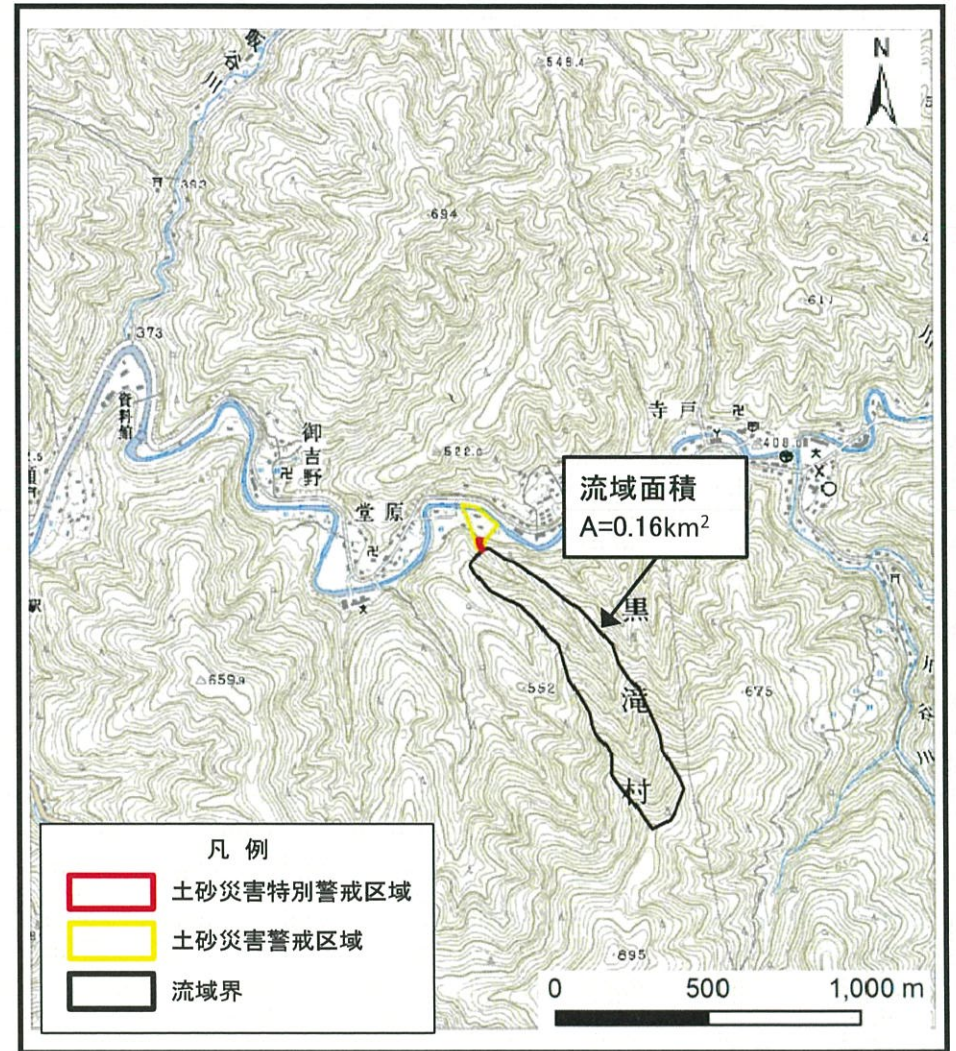 N
548.4
393
694
611
373
資料館
御吉野
522.0
寺戸
408.0
堂原
流域面積
A=0.16km²
黒滝村
659.9
552
675
895
凡例
土砂災害特別警戒区域
土砂災害警戒区域
流域界
0 500 1,000 m